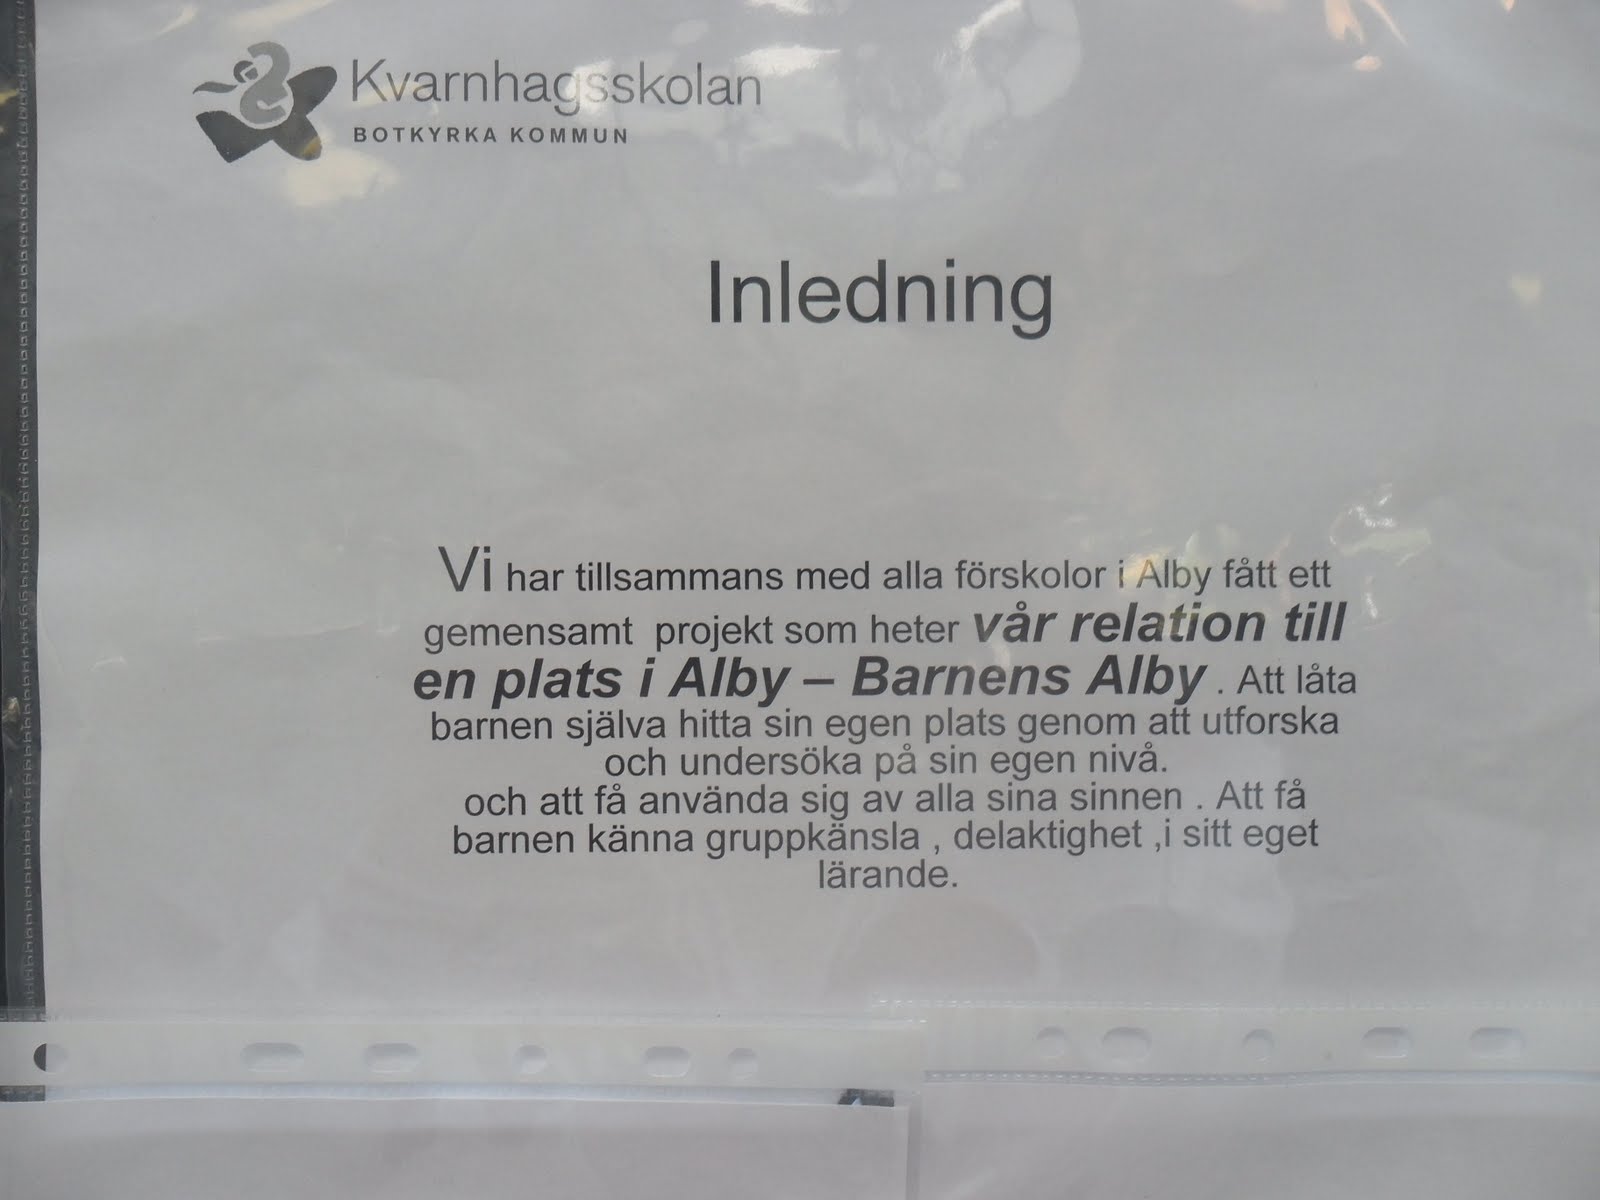 Kvarnhagsskolan
BOTKYRKA KOMMUN
Inledning
Vi har tillsammans med alla förskolor i Alby fått ett
gemensamt  projekt som heter vår relation till
en plats i Alby – Barnens Alby . Att låta
barnen själva hitta sin egen plats genom att utforska
och undersöka på sin egen nivå.
och att få använda sig av alla sina sinnen . Att få
barnen känna gruppkänsla , delaktighet ,i sitt eget
lärande.